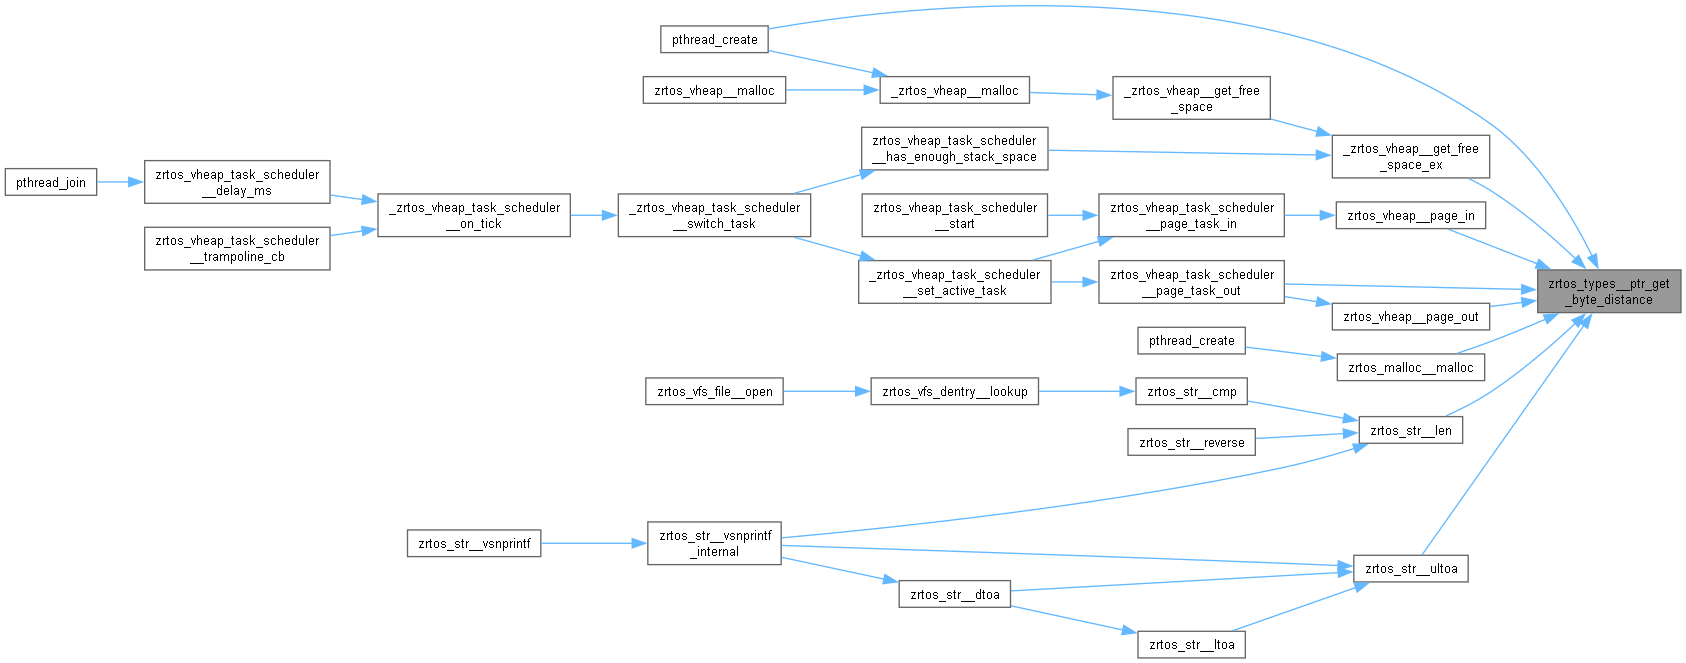 pthread_create
zrtos_vheap__malloc
_zrtos_vheap__malloc
_zrtos_vheap__get_free
_space
zrtos_vheap_task_scheduler
__has_enough_stack_space
_zrtos_vheap__get_free
_space_ex
pthread_join
zrtos_vheap_task_scheduler
__delay_ms
_zrtos_vheap_task_scheduler
__on_tick
_zrtos_vheap_task_scheduler
__switch_task
zrtos_vheap_task_scheduler
__start
zrtos_vheap_task_scheduler
__page_task_in
zrtos_vheap__page_in
zrtos_vheap_task_scheduler
__trampoline_cb
_zrtos_vheap_task_scheduler
__set_active_task
zrtos_vheap_task_scheduler
__page_task_out
zrtos_types__ptr_get
_byte_distance
zrtos_vheap__page_out
pthread_create
zrtos_malloc__malloc
zrtos_vfs_file__open
zrtos_vfs_dentry__lookup
zrtos_str__cmp
zrtos_str__len
zrtos_str__reverse
zrtos_str__vsnprintf
zrtos_str__vsnprintf
_internal
zrtos_str__ultoa
zrtos_str__dtoa
zrtos_str__ltoa